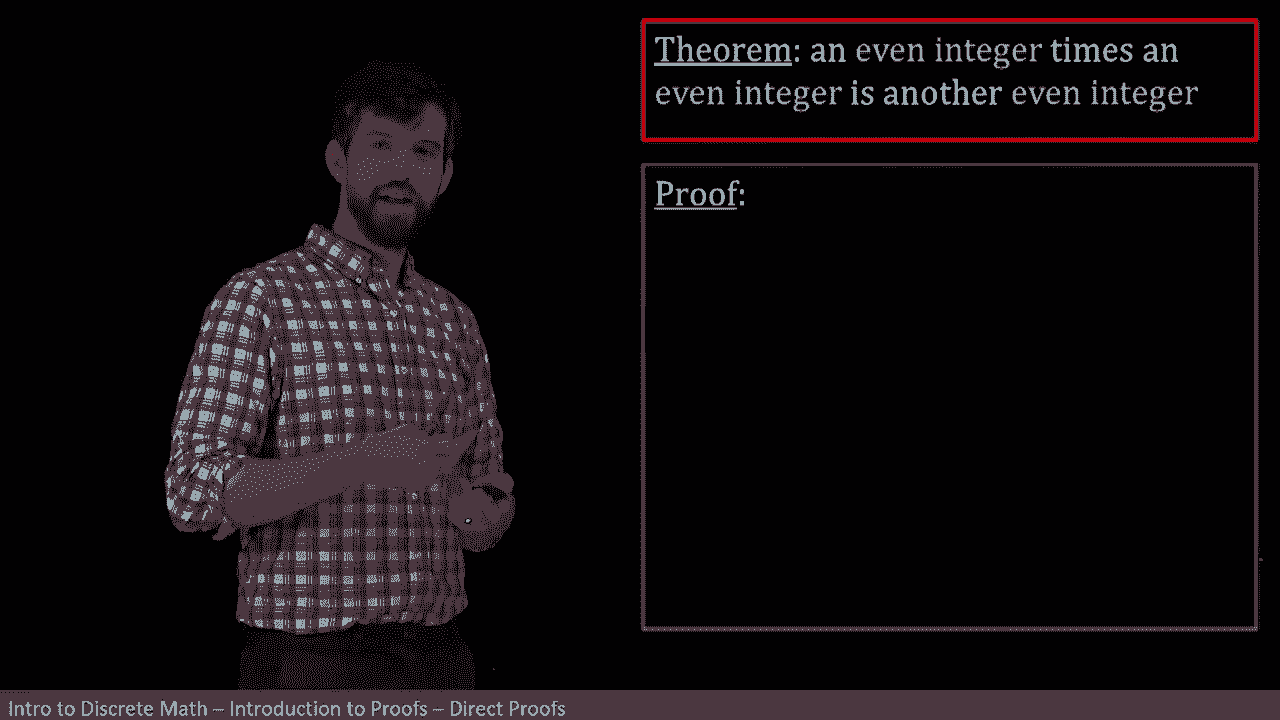 Theorem: an even integer times an
even integer is another even integer
Proof:
Intro to Discrete Math – Introduction to Proofs – Direct Proofs